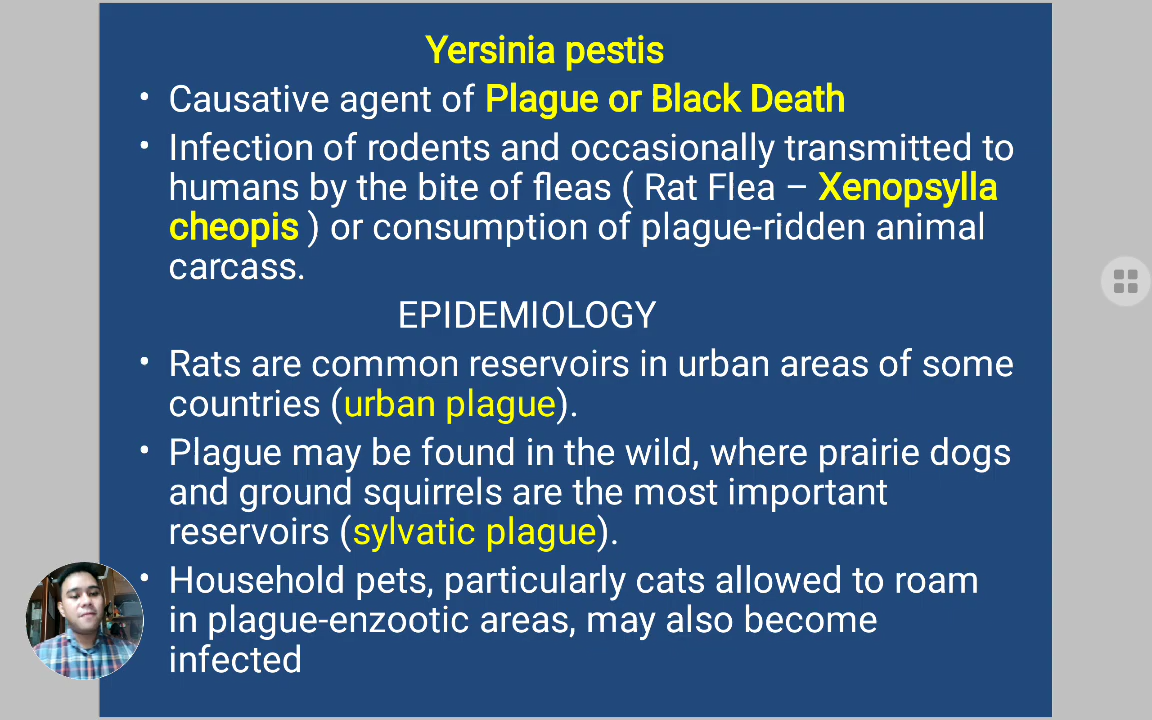 Yersinia pestis
• Causative agent of Plague or Black Death
• Infection of rodents and occasionally transmitted to
humans by the bite of fleas ( Rat Flea – Xenopsylla
cheopis ) or consumption of plague-ridden animal
carcass.
EPIDEMIOLOGY
• Rats are common reservoirs in urban areas of some
countries (urban plague).
• Plague may be found in the wild, where prairie dogs
and ground squirrels are the most important
reservoirs (sylvatic plague).
• Household pets, particularly cats allowed to roam
in plague-enzootic areas, may also become
infected